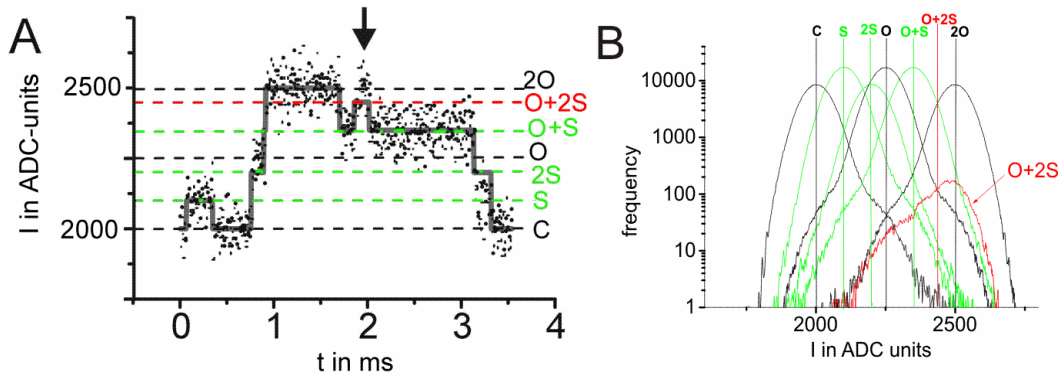 A
I in ADC-units
2500
2000
2O
O+2S
O+S
O
2S
S
C
0
1
2
3
4
t in ms
B
O+2S
C
S
2S
O
O+S
2O
frequency
10000
1000
100
10
1
O+2S
2000
2500
I in ADC units